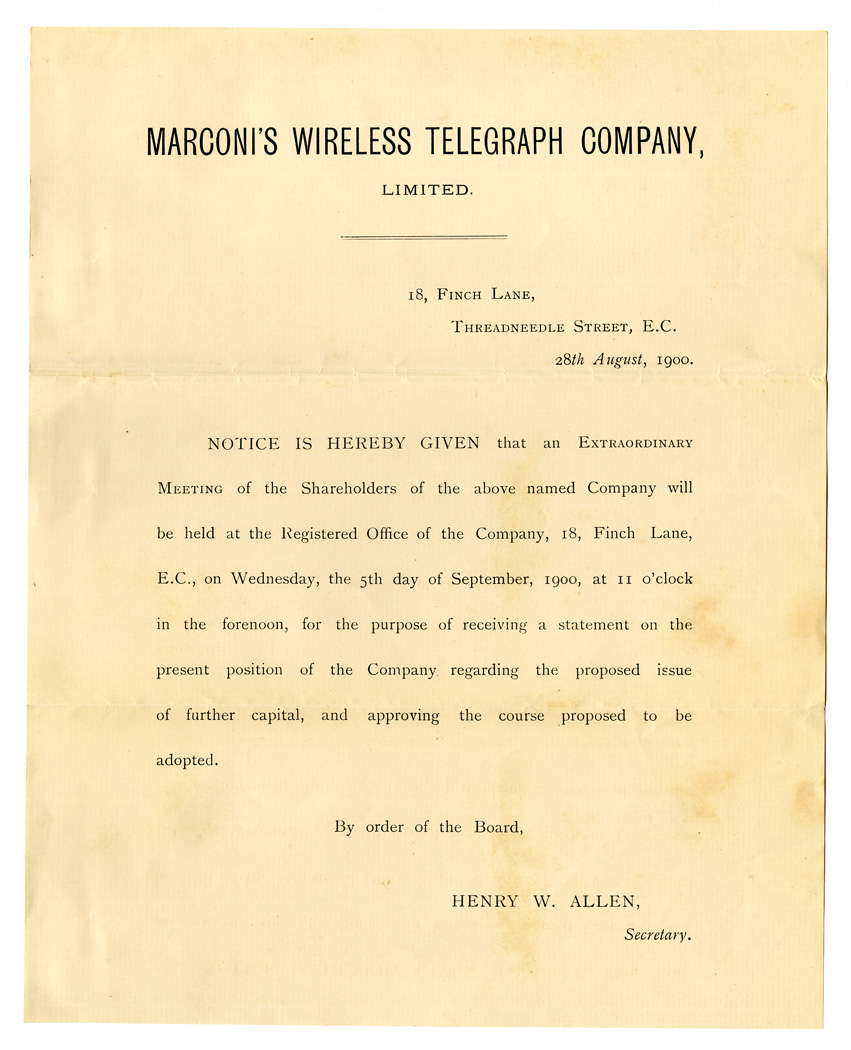 MARCONI'S WIRELESS TELEGRAPH COMPANY,
LIMITED.
18, FINCH LANE,
THREADNEEDLE STREET, E.C.
28th August, 1900.
NOTICE IS HEREBY GIVEN that an EXTRAORDINARY
MEETING of the Shareholders of the above named Company will
be held at the Registered Office of the Company, 18, Finch Lane,
E.C., on Wednesday, the 5th day of September, 1900, at 11 o'clock
in the forenoon, for the purpose of receiving a statement on the
present position of the Company regarding the proposed issue
of further capital, and approving the course proposed to be
adopted.
By order of the Board,
HENRY W. ALLEN,
Secretary.